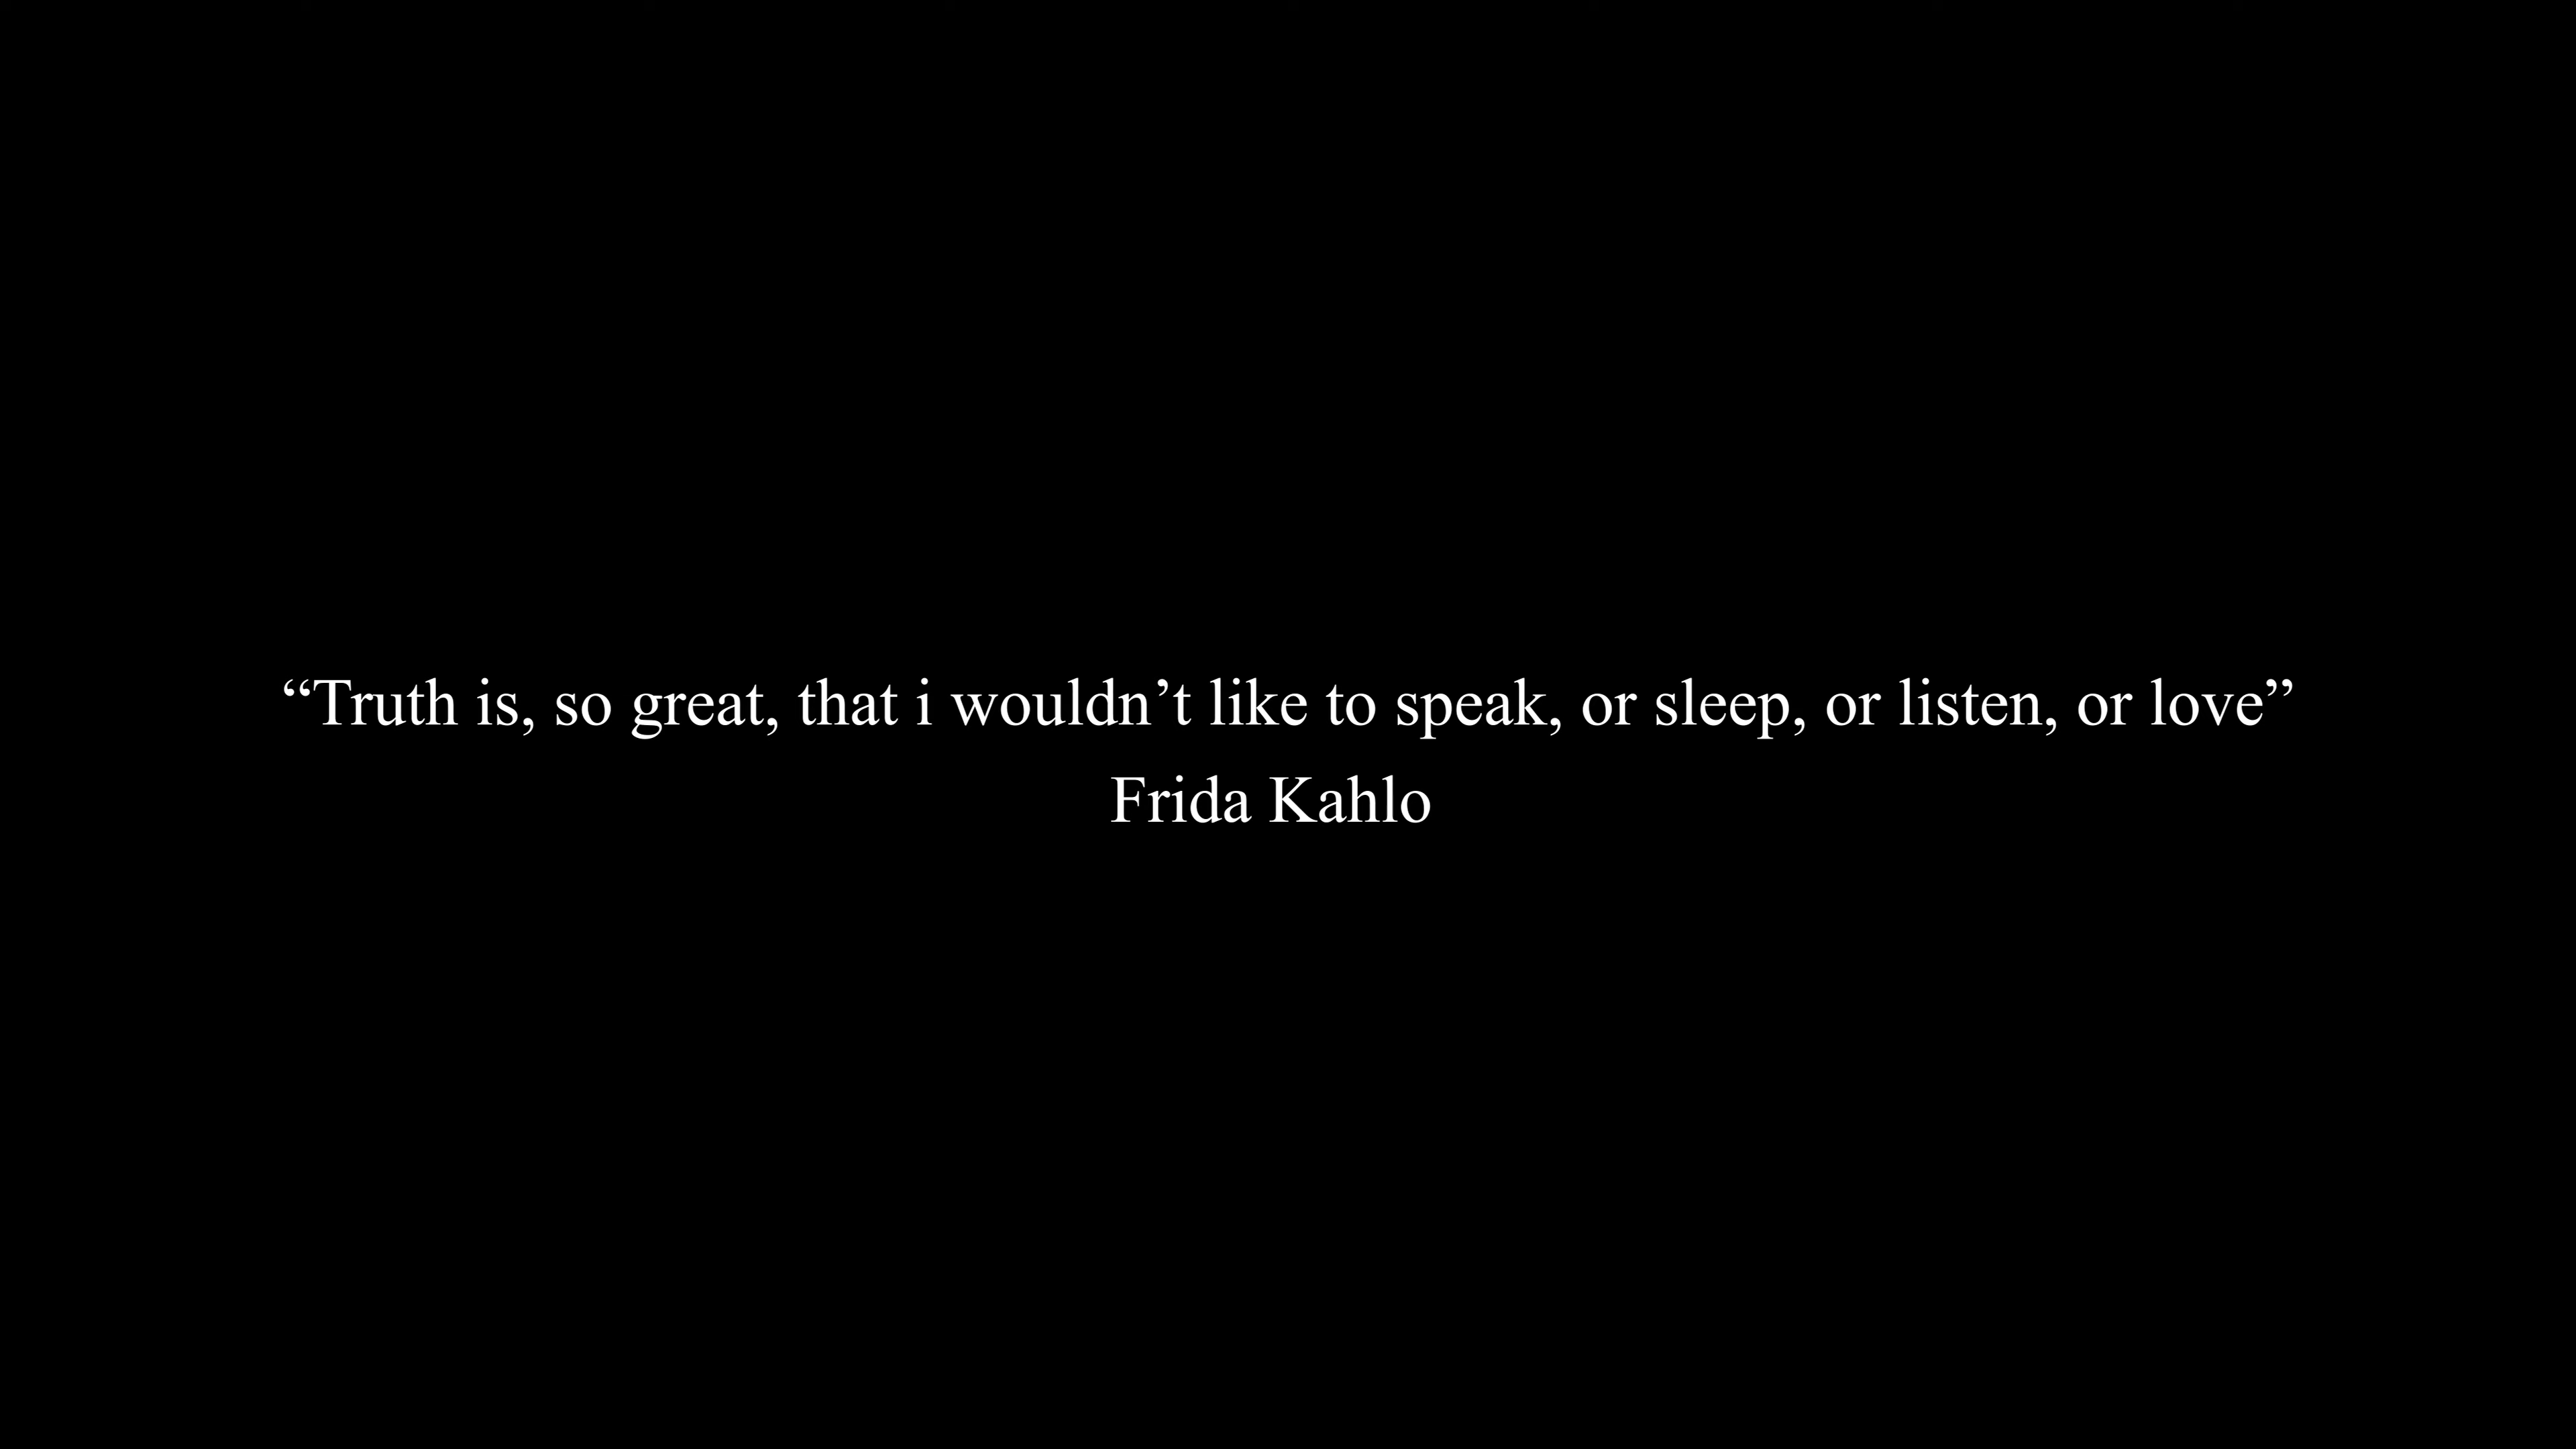 “Truth is, so great, that i wouldn’t like to speak, or sleep, or listen, or love”
Frida Kahlo